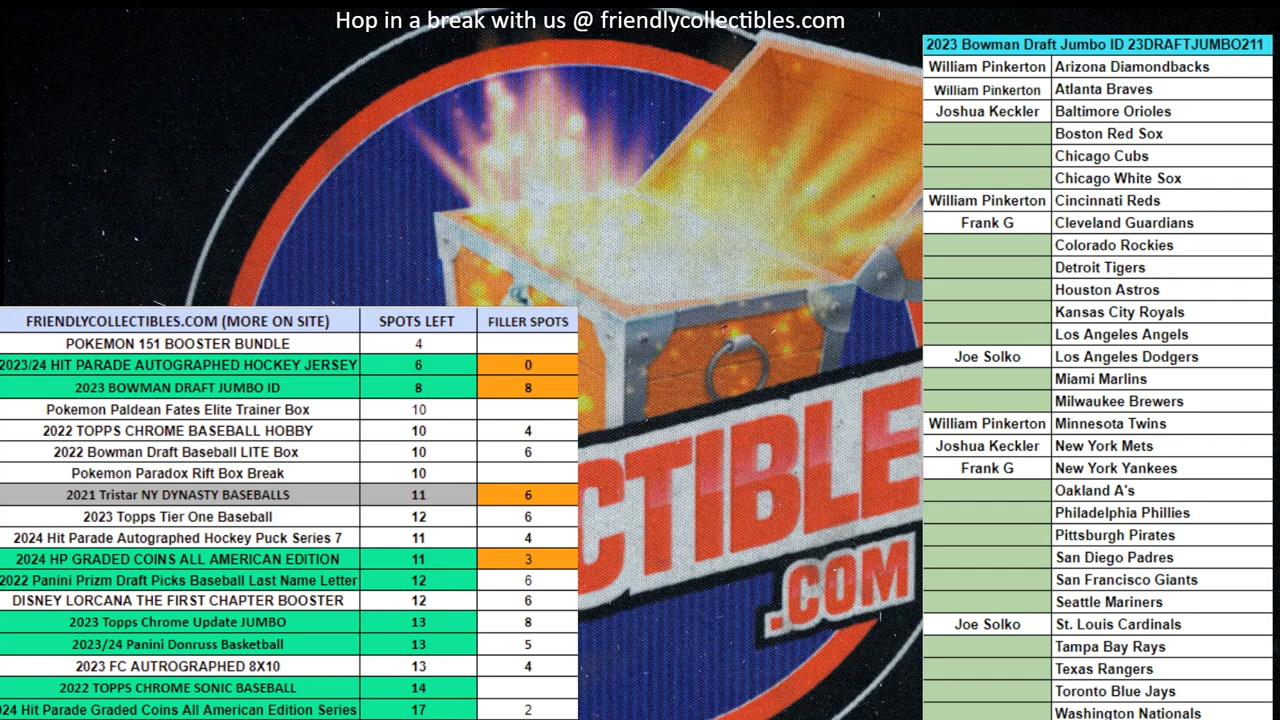 Hop in a break with us @ friendlycollectibles.com
FRIENDLYCOLLECTIBLES.COM (MORE ON SITE) SPOTS LEFT FILLER SPOTS
POKEMON 151 BOOSTER BUNDLE 4
2023/24 HIT PARADE AUTOGRAPHED HOCKEY JERSEY 6 0
2023 BOWMAN DRAFT JUMBO ID 8 8
Pokemon Paldean Fates Elite Trainer Box 10
2022 TOPPS CHROME BASEBALL HOBBY 10 4
2022 Bowman Draft Baseball LITE Box 10 6
Pokemon Paradox Rift Box Break 10
2021 Tristar NY DYNASTY BASEBALLS 11 6
2023 Topps Tier One Baseball 12 6
2024 Hit Parade Autographed Hockey Puck Series 7 11 4
2024 HP GRADED COINS ALL AMERICAN EDITION 11 3
2022 Panini Prizm Draft Picks Baseball Last Name Letter 12 6
DISNEY LORCANA THE FIRST CHAPTER BOOSTER 12 6
2023 Topps Chrome Update JUMBO 13 8
2023/24 Panini Donruss Basketball 13 5
2023 FC AUTROGRAPHED 8X10 13 4
2022 TOPPS CHROME SONIC BASEBALL 14
024 Hit Parade Graded Coins All American Edition Series 17 2
CTIBLE
.COM
2023 Bowman Draft Jumbo ID 23DRAFTJUMBO211
William Pinkerton Arizona Diamondbacks
William Pinkerton Atlanta Braves
Joshua Keckler Baltimore Orioles
Boston Red Sox
Chicago Cubs
Chicago White Sox
William Pinkerton Cincinnati Reds
Frank G Cleveland Guardians
Colorado Rockies
Detroit Tigers
Houston Astros
Kansas City Royals
Los Angeles Angels
Joe Solko Los Angeles Dodgers
Miami Marlins
Milwaukee Brewers
William Pinkerton Minnesota Twins
Joshua Keckler New York Mets
Frank G New York Yankees
Oakland A's
Philadelphia Phillies
Pittsburgh Pirates
San Diego Padres
San Francisco Giants
Seattle Mariners
Joe Solko St. Louis Cardinals
Tampa Bay Rays
Texas Rangers
Toronto Blue Jays
Washington Nationals